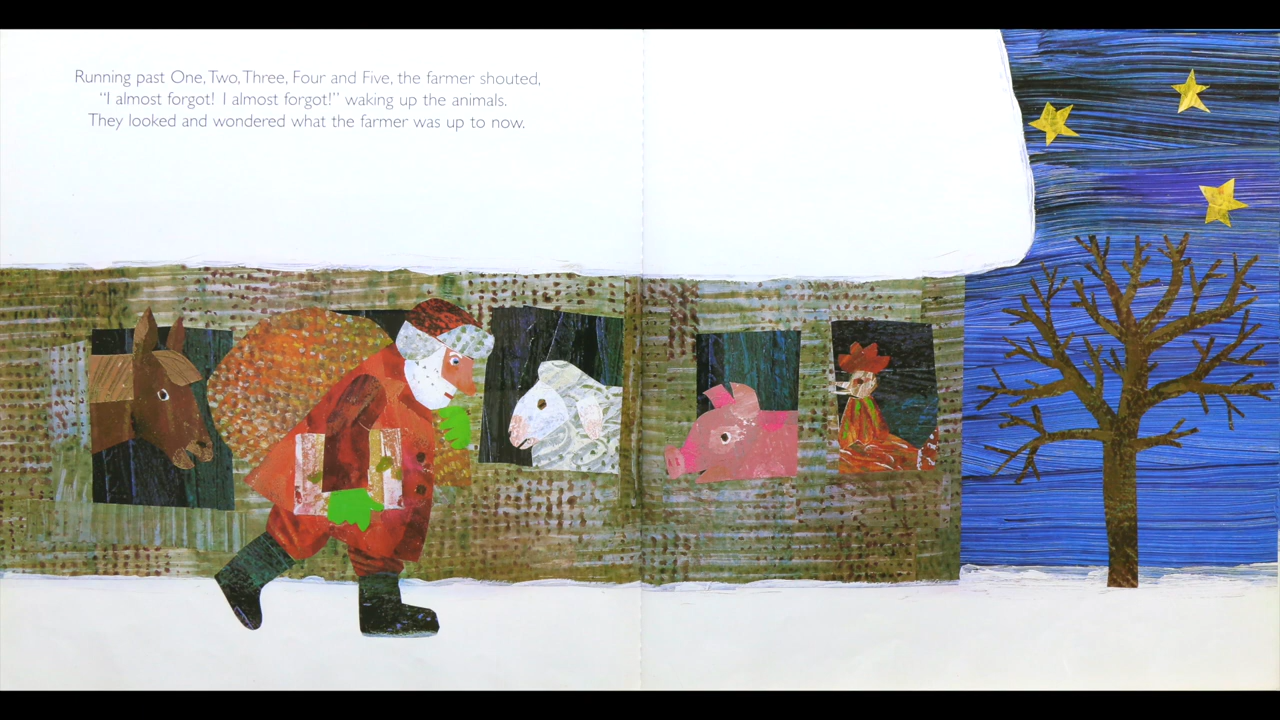 Running past One, Two, Three, Four and Five, the farmer shouted,
“I almost forgot! I almost forgot!” waking up the animals.
They looked and wondered what the farmer was up to now.